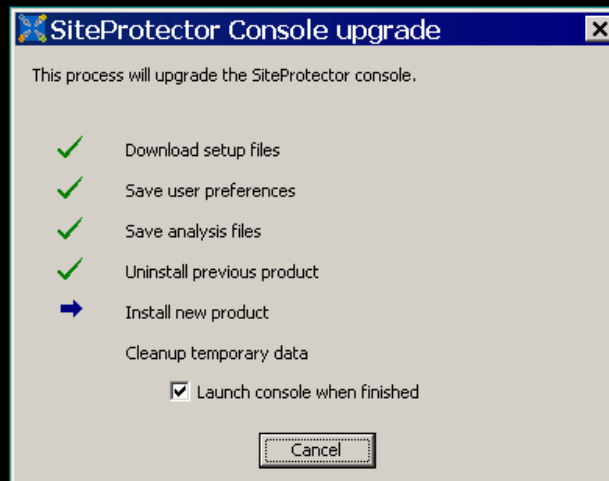 SiteProtector Console upgrade
This process will upgrade the SiteProtector console.
Download setup files
Save user preferences
Save analysis files
Uninstall previous product
Install new product
Cleanup temporary data
Launch console when finished
Cancel